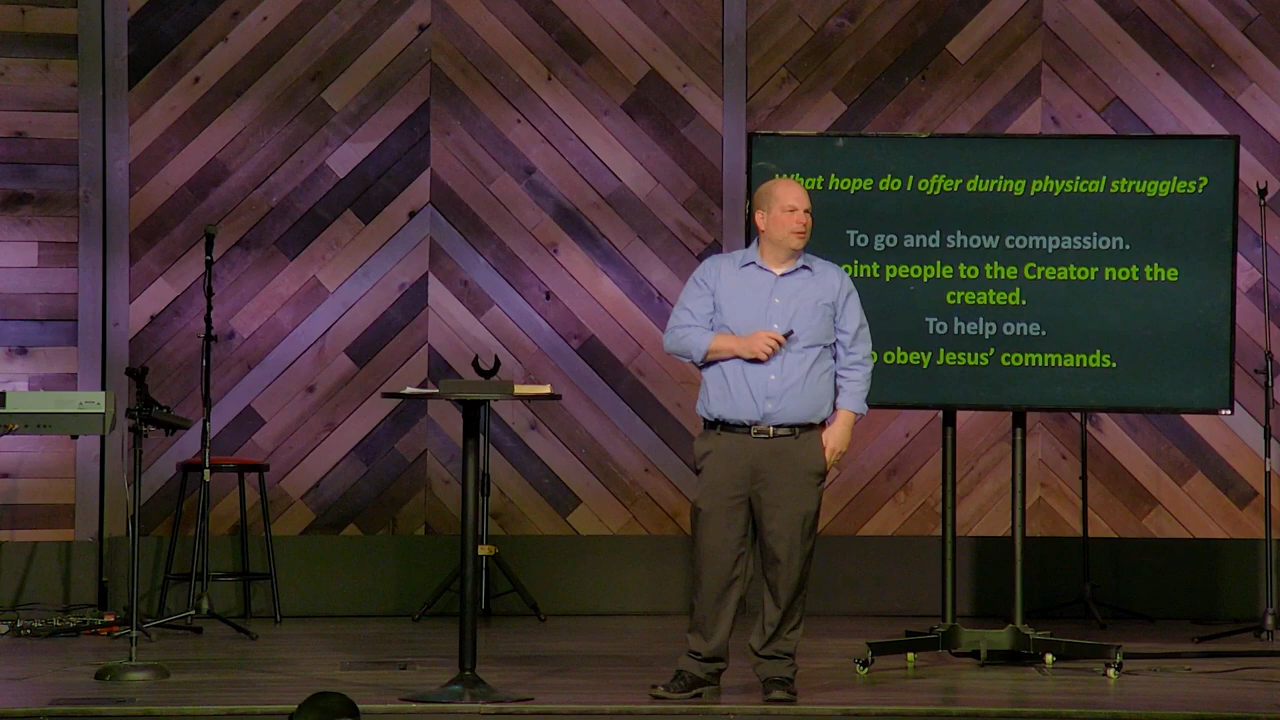 What hope do I offer during physical struggles?
To go and show compassion.
oint people to the Creator not the
created.
To help one.
o obey Jesus’ commands.